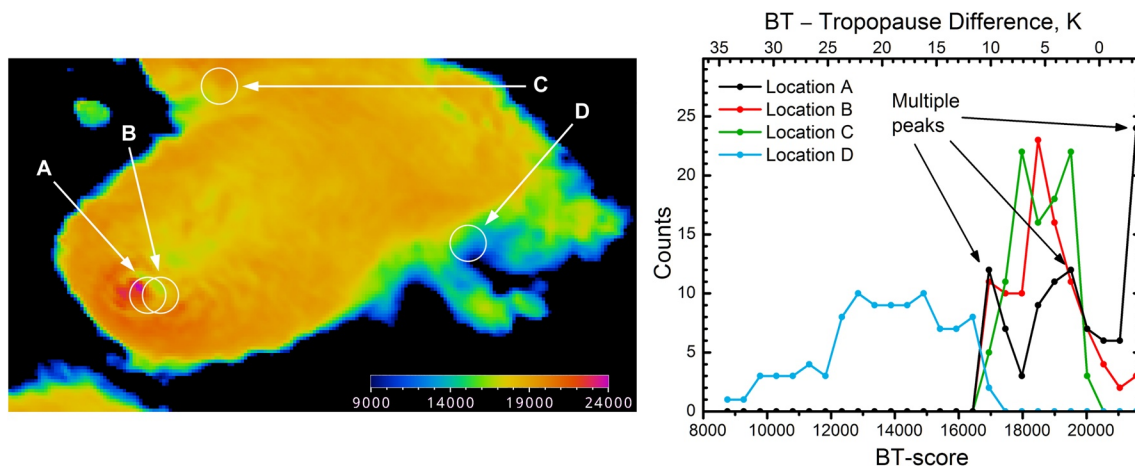 A
B
C
D
9000 14000 19000 24000
BT – Tropopause Difference, K
35 30 25 20 15 10 5 0
Location A
Location B
Location C
Location D
Multiple
peaks
Counts
25
20
15
10
5
0
8000 10000 12000 14000 16000 18000 20000
BT-score